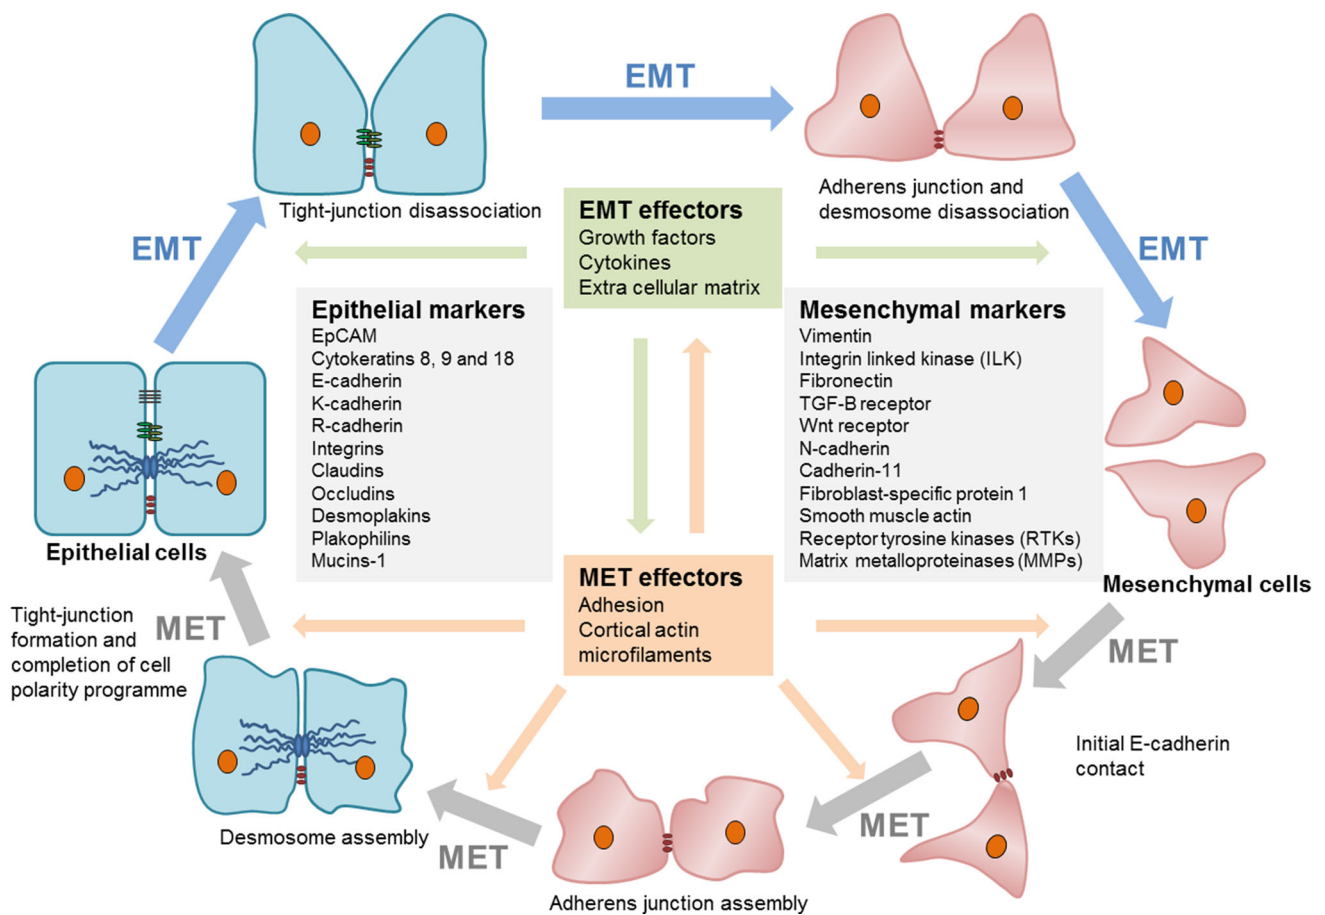 EMT
Tight-junction disassociation
Adherens junction and
desmosome disassociation
EMT
EMT
EMT effectors
Growth factors
Cytokines
Extra cellular matrix
Epithelial markers
EpCAM
Cytokeratins 8, 9 and 18
E-cadherin
K-cadherin
R-cadherin
Integrins
Claudins
Occludins
Desmoplakins
Plakophilins
Mucins-1
Mesenchymal markers
Vimentin
Integrin linked kinase (ILK)
Fibronectin
TGF-B receptor
Wnt receptor
N-cadherin
Cadherin-11
Fibroblast-specific protein 1
Smooth muscle actin
Receptor tyrosine kinases (RTKs)
Matrix metalloproteinases (MMPs)
Epithelial cells
Mesenchymal cells
MET effectors
Adhesion
Cortical actin
microfilaments
Tight-junction
formation and
completion of cell
polarity programme
MET
MET
Initial E-cadherin
contact
Desmosome assembly
MET
MET
Adherens junction assembly